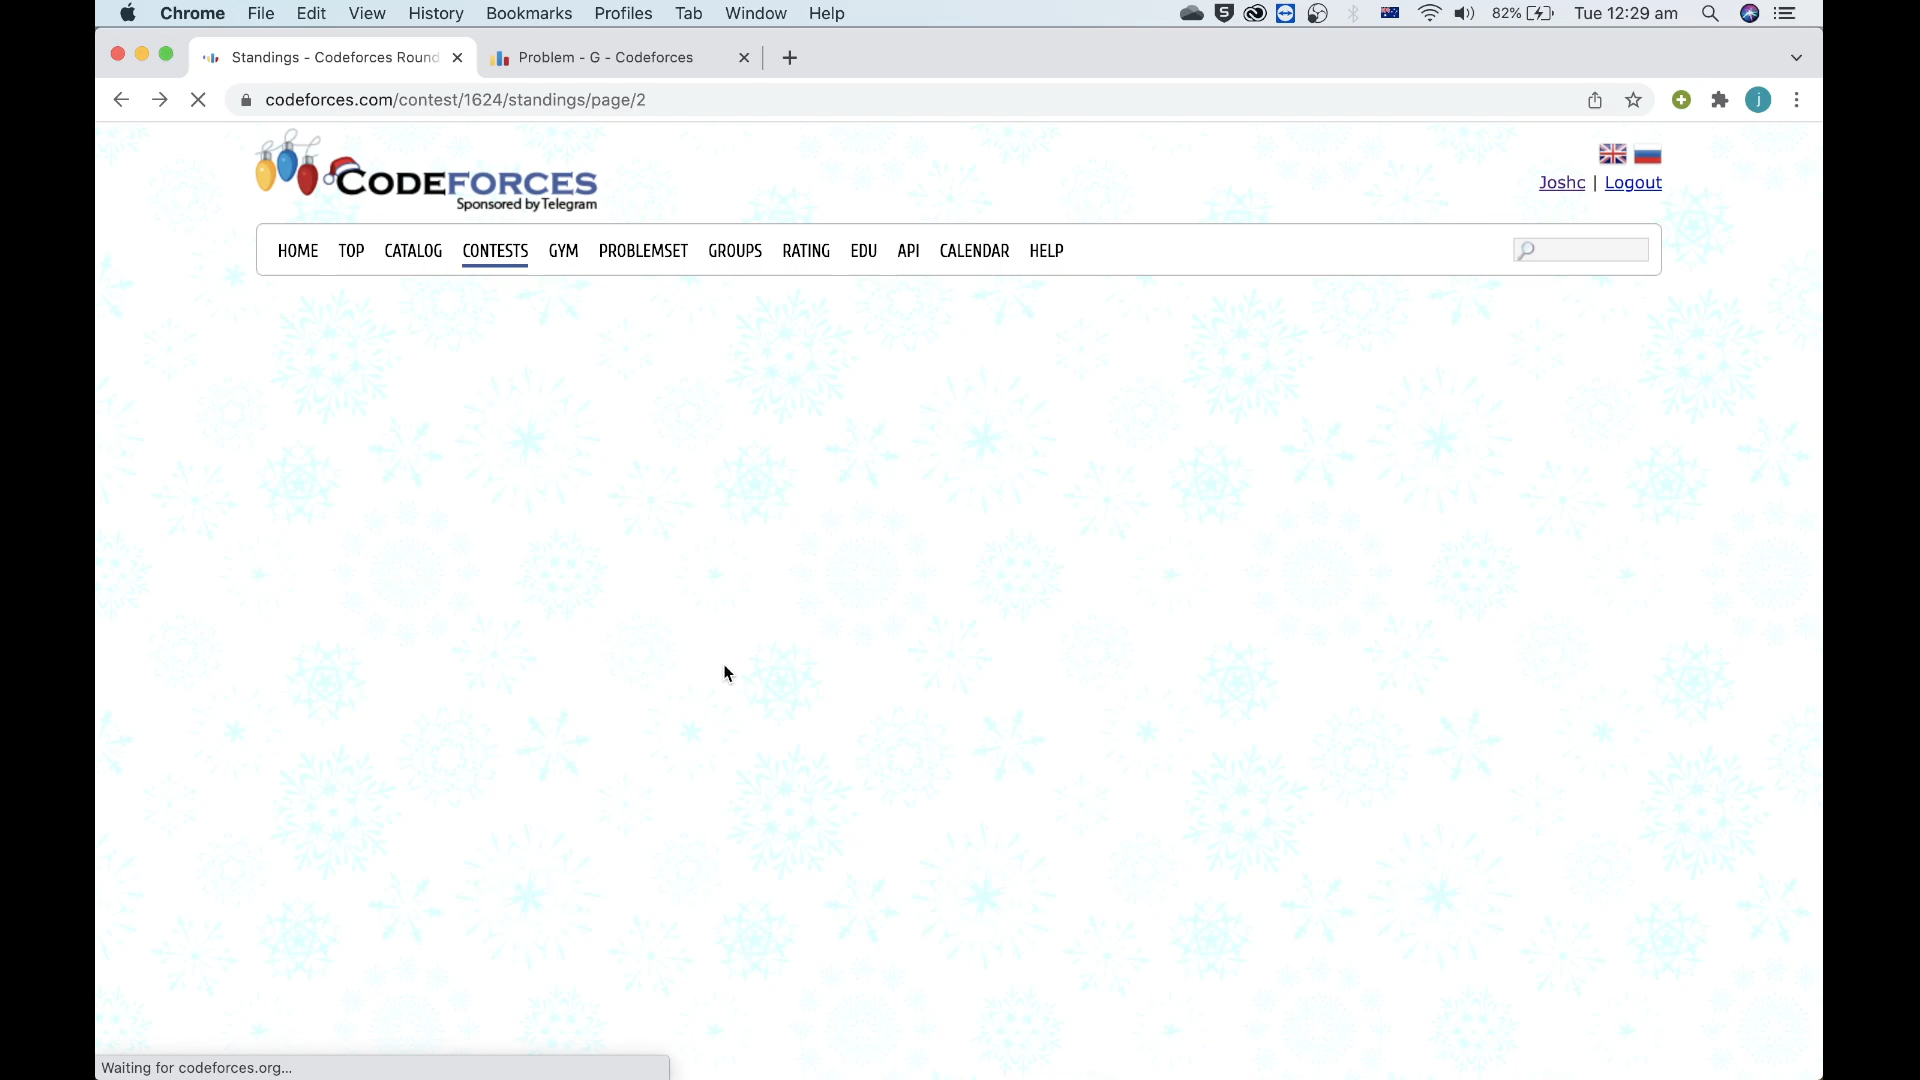 Chrome File Edit View History Bookmarks Profiles Tab Window Help 82% Tue 12:29 am
Standings - Codeforces Round Problem - G - Codeforces
codeforces.com/contest/1624/standings/page/2 j
CODEFORCES
Sponsored by Telegram
Joshc | Logout
HOME TOP CATALOG CONTESTS GYM PROBLEMSET GROUPS RATING EDU API CALENDAR HELP
Waiting for codeforces.org...